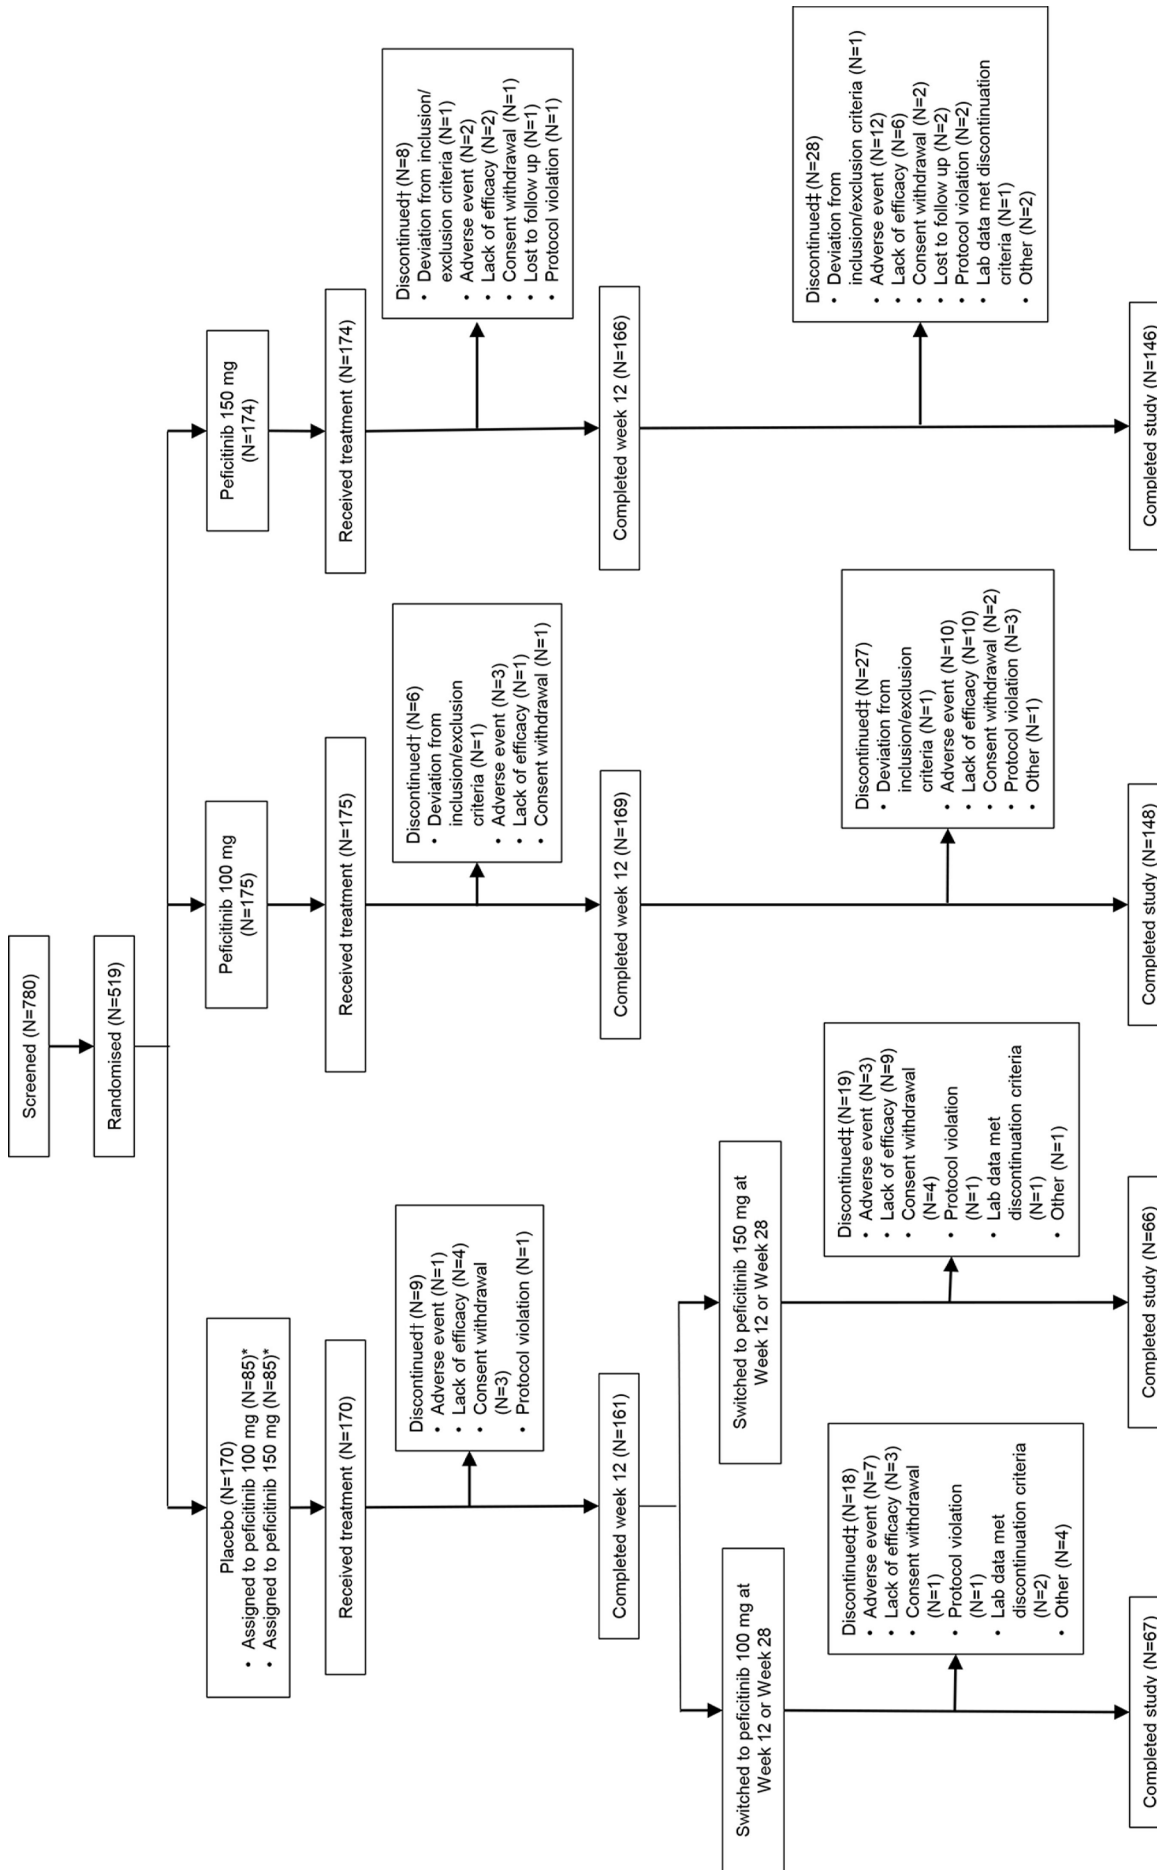 Screened (N=780)
Randomised (N=519)
Placebo (N=170)
• Assigned to peficitinib 100 mg (N=85)*
• Assigned to peficitinib 150 mg (N=85)*
Peficitinib 100 mg
(N=175)
Peficitinib 150 mg
(N=174)
Received treatment (N=170)
Received treatment (N=175)
Received treatment (N=174)
Discontinued† (N=9)
• Adverse event (N=1)
• Lack of efficacy (N=4)
• Consent withdrawal
(N=3)
• Protocol violation (N=1)
Discontinued† (N=6)
• Deviation from
inclusion/exclusion
criteria (N=1)
• Adverse event (N=3)
• Lack of efficacy (N=1)
• Consent withdrawal (N=1)
Discontinued† (N=8)
• Deviation from inclusion/
exclusion criteria (N=1)
• Adverse event (N=2)
• Lack of efficacy (N=2)
• Consent withdrawal (N=1)
• Lost to follow up (N=1)
• Protocol violation (N=1)
Completed week 12 (N=161)
Completed week 12 (N=169)
Completed week 12 (N=166)
Switched to peficitinib 100 mg at
Week 12 or Week 28
Switched to peficitinib 150 mg at
Week 12 or Week 28
Discontinued‡ (N=18)
• Adverse event (N=7)
• Lack of efficacy (N=3)
• Consent withdrawal
(N=1)
• Protocol violation
(N=1)
• Lab data met
discontinuation criteria
(N=2)
• Other (N=4)
Discontinued‡ (N=19)
• Adverse event (N=3)
• Lack of efficacy (N=9)
• Consent withdrawal
(N=4)
• Protocol violation
(N=1)
• Lab data met
discontinuation criteria
(N=1)
• Other (N=1)
Discontinued‡ (N=27)
• Deviation from
inclusion/exclusion
criteria (N=1)
• Adverse event (N=10)
• Lack of efficacy (N=10)
• Consent withdrawal (N=2)
• Protocol violation (N=3)
• Other (N=1)
Discontinued‡ (N=28)
• Deviation from
inclusion/exclusion criteria (N=1)
• Adverse event (N=12)
• Lack of efficacy (N=6)
• Consent withdrawal (N=2)
• Lost to follow up (N=2)
• Protocol violation (N=2)
• Lab data met discontinuation
criteria (N=1)
• Other (N=2)
Completed study (N=67)
Completed study (N=66)
Completed study (N=148)
Completed study (N=146)